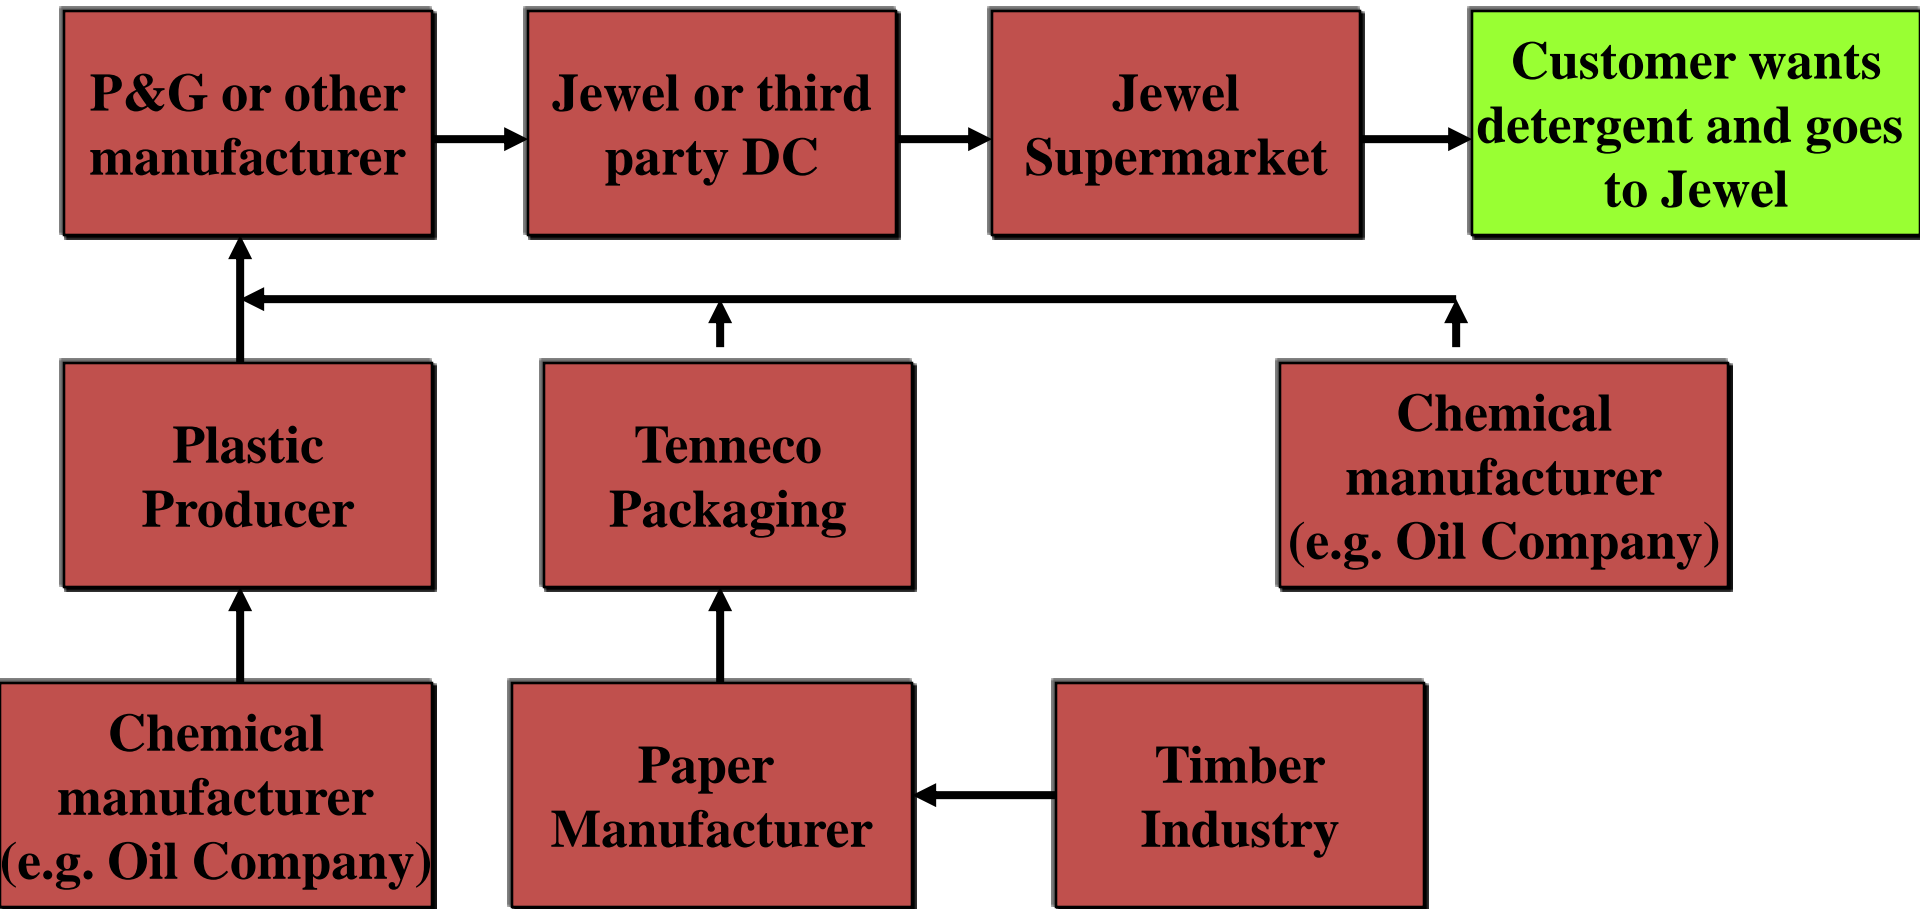 P&G or other
manufacturer
Jewel or third
party DC
Jewel
Supermarket
Customer wants
detergent and goes
to Jewel
Plastic
Producer
Tenneco
Packaging
Chemical
manufacturer
(e.g. Oil Company)
Chemical
manufacturer
(e.g. Oil Company)
Paper
Manufacturer
Timber
Industry